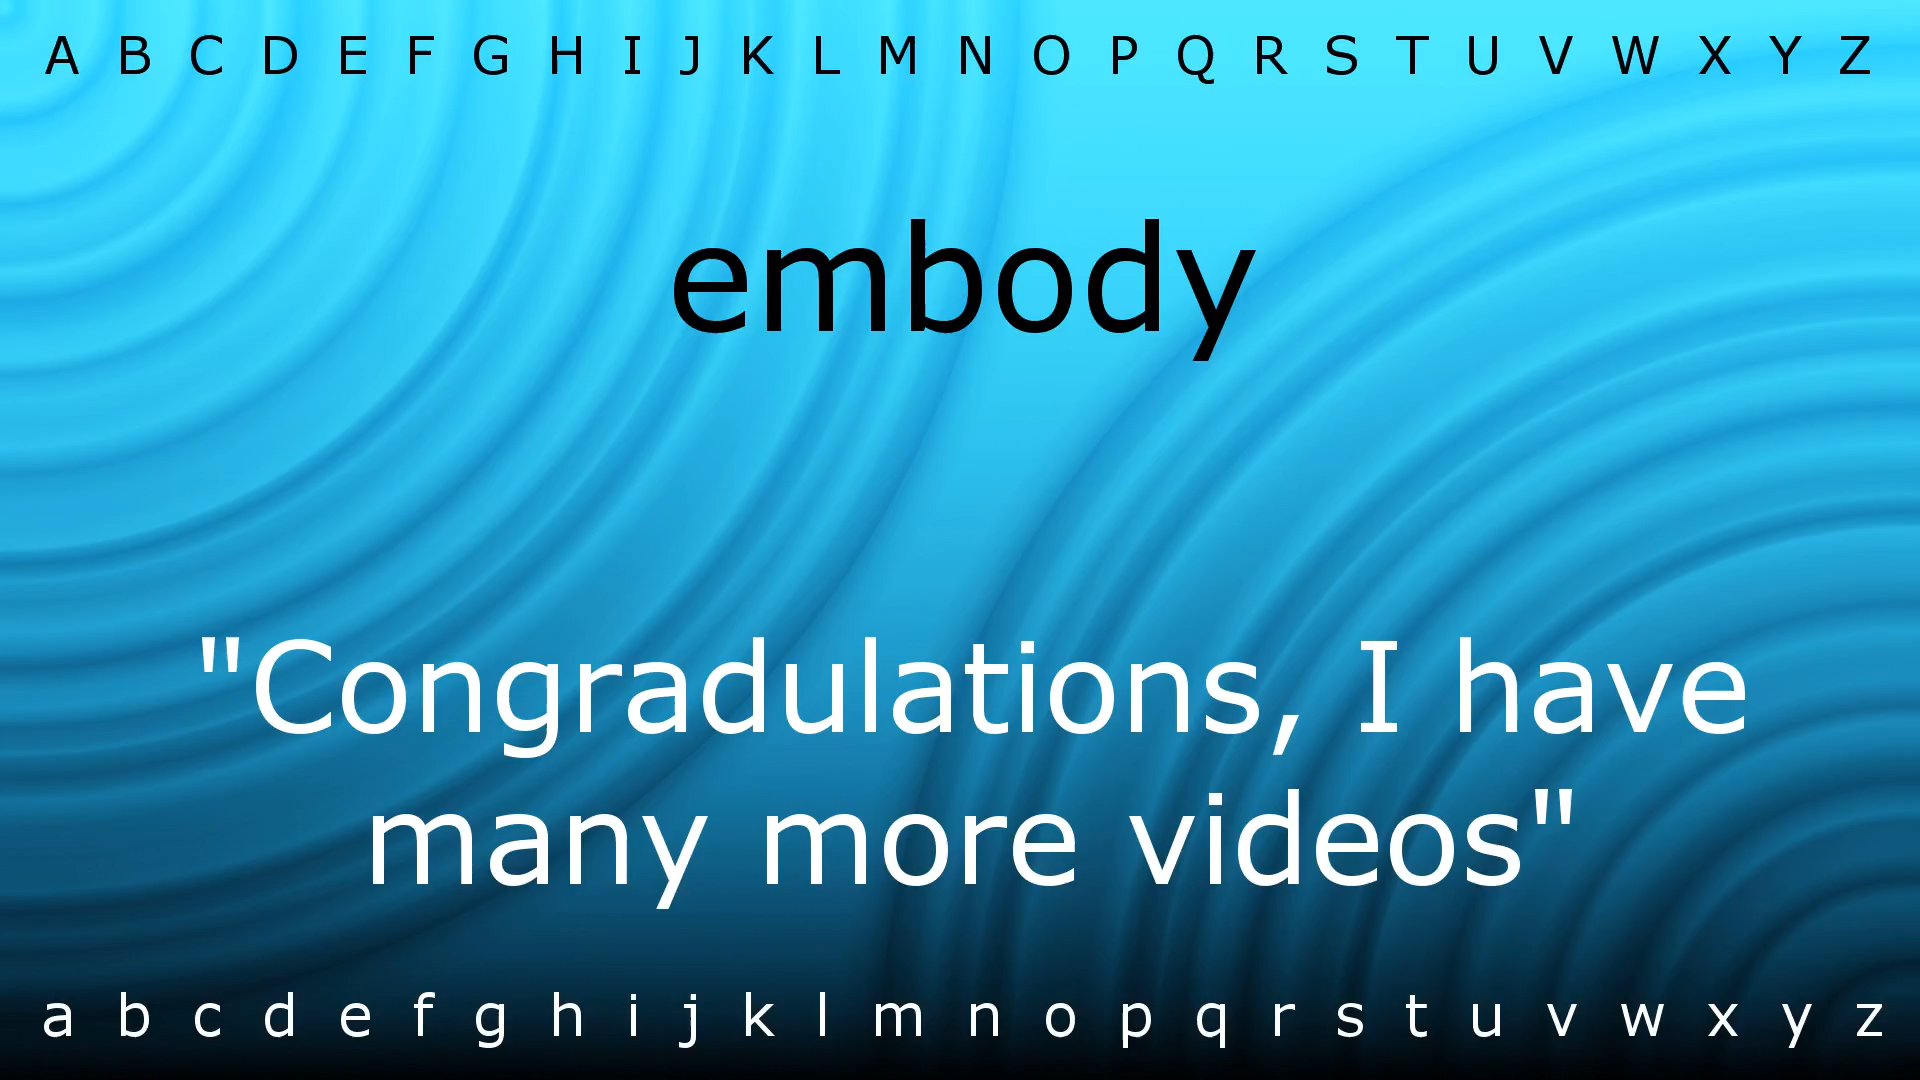 A B C D E F G H I J K L M N O P Q R S T U V W X Y Z
embody
"Congradulations, I have
many more videos"
a b c d e f g h i j k l m n o p q r s t u v w x y z